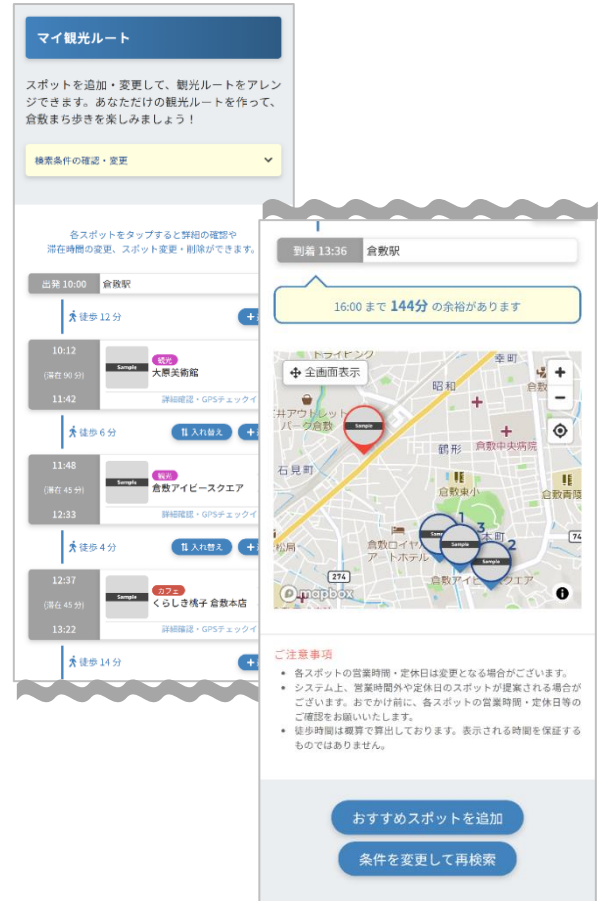 マイ観光ルート
スポットを追加・変更して、観光ルートをアレン
ジできます。あなただけの観光ルートを作って、
倉敷まち歩きを楽しみましょう！
検索条件の確認・変更
各スポットをタップすると詳細の確認や
滞在時間の変更、スポット変更・削除ができます。
出発 10:00 倉敷駅
徒歩 12 分
+
10:12
(滞在 90 分)
11:42
Sample
観光
大原美術館
詳細確認・GPSチェックイ
徒歩 6 分
入れ替え
+
11:48
(滞在 45 分)
12:33
Sample
観光
倉敷アイビースクエア
詳細確認・GPSチェックイ
徒歩 4 分
入れ替え
+
12:37
(滞在 45 分)
13:22
Sample
カフェ
くらしき桃子 倉敷本店
詳細確認・GPSチェックイ
徒歩 14 分
+
到着 13:36 倉敷駅
16:00 まで 144分 の余裕があります
全画面表示
幸町
昭和
+
−
井アウトレット
パーク倉敷
Sample
鶴形
倉敷中央病院
石見町
倉敷東小
倉敷青陵
1
3
2
本町
74
倉敷ロイヤ
アートホテル
倉敷アイビースクエア
274
mapbox
ご注意事項
• 各スポットの営業時間・定休日は変更となる場合がございます。
• システム上、営業時間外や定休日のスポットが提案される場合が
ございます。おでかけ前に、各スポットの営業時間・定休日等の
ご確認をお願いいたします。
• 徒歩時間は概算で算出しております。表示される時間を保証する
ものではありません。
おすすめスポットを追加
条件を変更して再検索